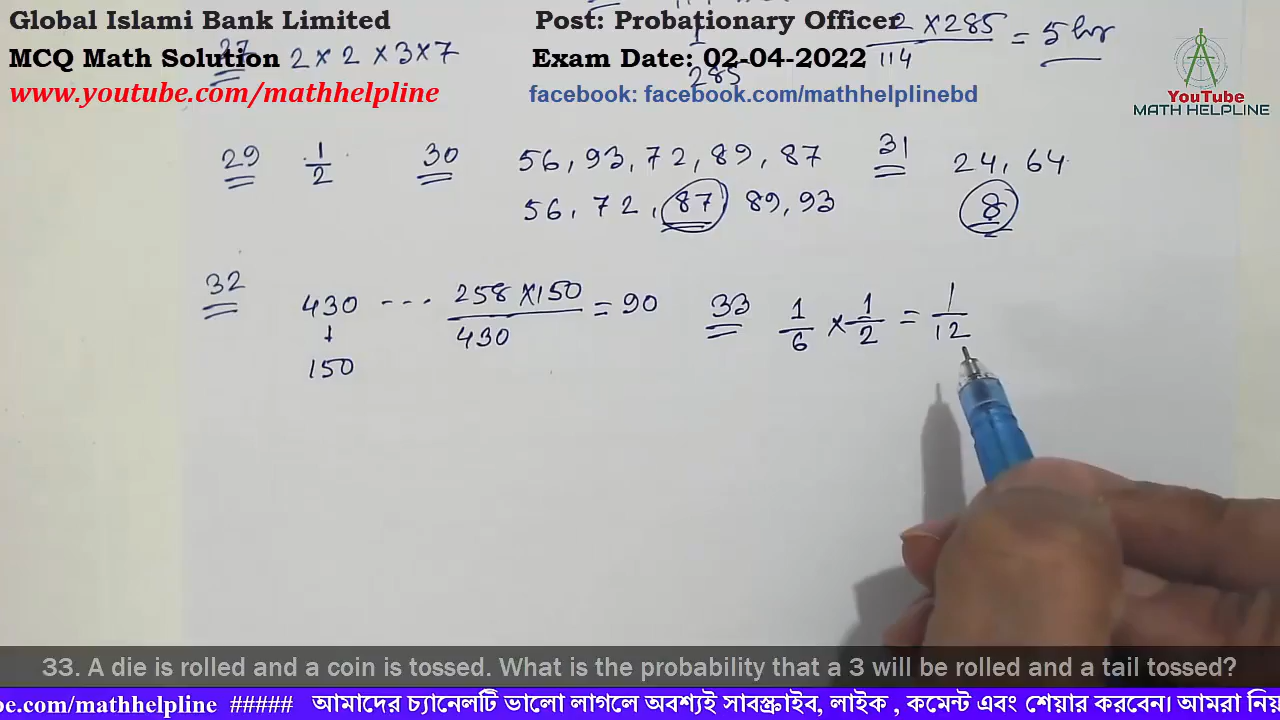 Global Islami Bank Limited Post: Probationary Officer 2 × 285 = 5 hr
114
27 MCQ Math Solution 2 × 2 × 3 × 7 Exam Date: 02-04-2022
285
www.youtube.com/mathhelpline facebook: facebook.com/mathhelplinebd YouTube
MATH HELPLINE
29 1/2 30 56, 93, 72, 89, 87 31 24, 64
56, 72, 87, 89, 93 8
32 430 --- 258 × 150 / 430 = 90 33 1/6 × 1/2 = 1/12
150
33. A die is rolled and a coin is tossed. What is the probability that a 3 will be rolled and a tail tossed?
be.com/mathhelpline ##### আমাদের চ্যানেলটি ভালো লাগলে অবশ্যই সাবস্ক্রাইব, লাইক , কমেন্ট এবং শেয়ার করবেন। আমরা নিয়